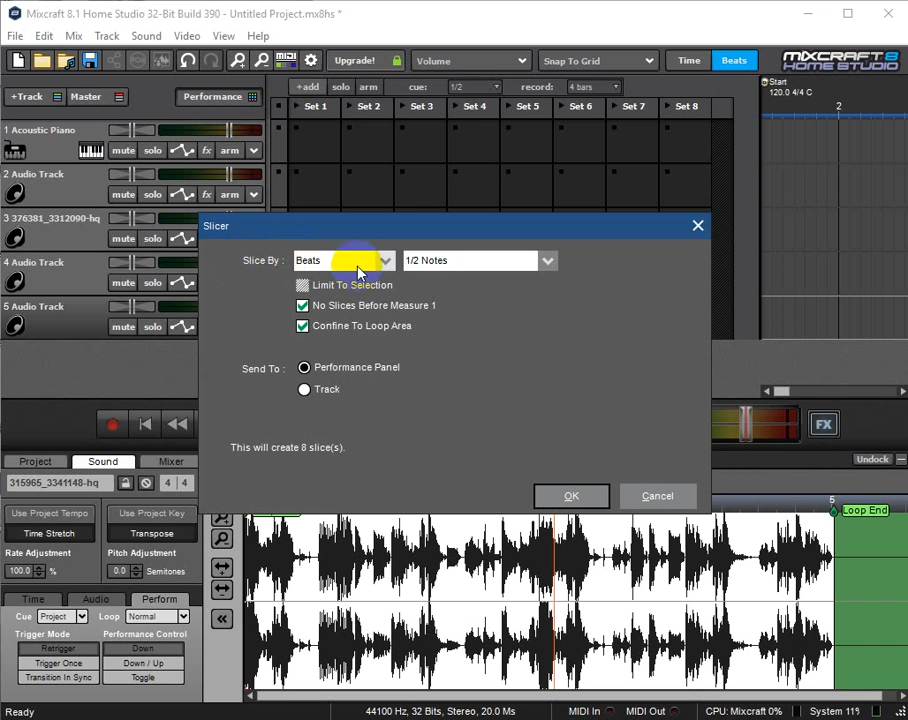 Mixcraft 8.1 Home Studio 32-Bit Build 390 - Untitled Project.mx8hs *
File Edit Mix Track Sound Video View Help
Upgrade! Volume Snap To Grid Time Beats MIXCRAFT 8 HOME STUDIO
+add solo arm cue: 1/2 record: 4 bars
Start
120.0 4/4 C
+Track Master Performance
Set 1 Set 2 Set 3 Set 4 Set 5 Set 6 Set 7 Set 8
2
1 Acoustic Piano
mute solo fx arm
2 Audio Track
mute solo fx arm
3 376381_3312090-hq
mute solo
4 Audio Track
mute solo
5 Audio Track
mute solo
Slicer
Slice By : Beats 1/2 Notes
Limit To Selection
No Slices Before Measure 1
Confine To Loop Area
Send To : Performance Panel
Track
This will create 8 slice(s).
OK Cancel
FX
Project Sound Mixer
Undock
315965_3341148-hq 4 4
5
Loop End
Use Project Tempo Use Project Key
Time Stretch Transpose
Rate Adjustment Pitch Adjustment
100.0 % 0.0 Semitones
Time Audio Perform
Cue Project Loop Normal
Trigger Mode Performance Control
Retrigger Down
Trigger Once Down / Up
Transition In Sync Toggle
Ready 44100 Hz, 32 Bits, Stereo, 20.0 Ms MIDI In MIDI Out CPU: Mixcraft 0% System 11%